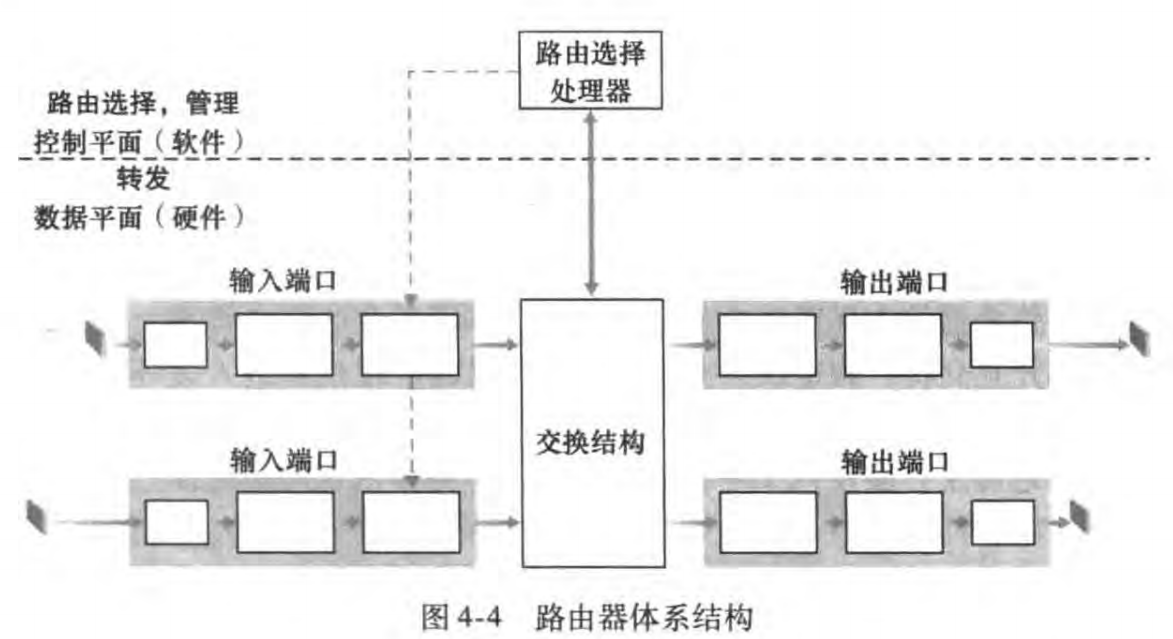 路由选择
处理器
路由选择，管理
控制平面（软件）
转发
数据平面（硬件）
输入端口
输出端口
交换结构
输入端口
输出端口
图 4-4 路由器体系结构